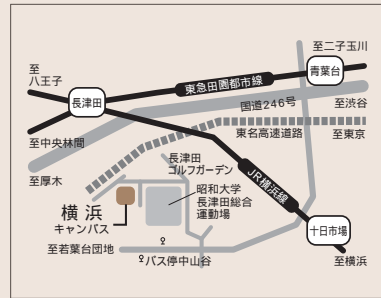 至二子玉川
青葉台
至
八王子
東急田園都市線
長津田
国道246号
至渋谷
東名高速道路
至東京
至中央林間
長津田
ゴルフガーデン
至厚木
JR横浜線
昭和大学
長津田総合
運動場
横浜
キャンパス
十日市場
至若葉台団地
バス停中山谷
至横浜